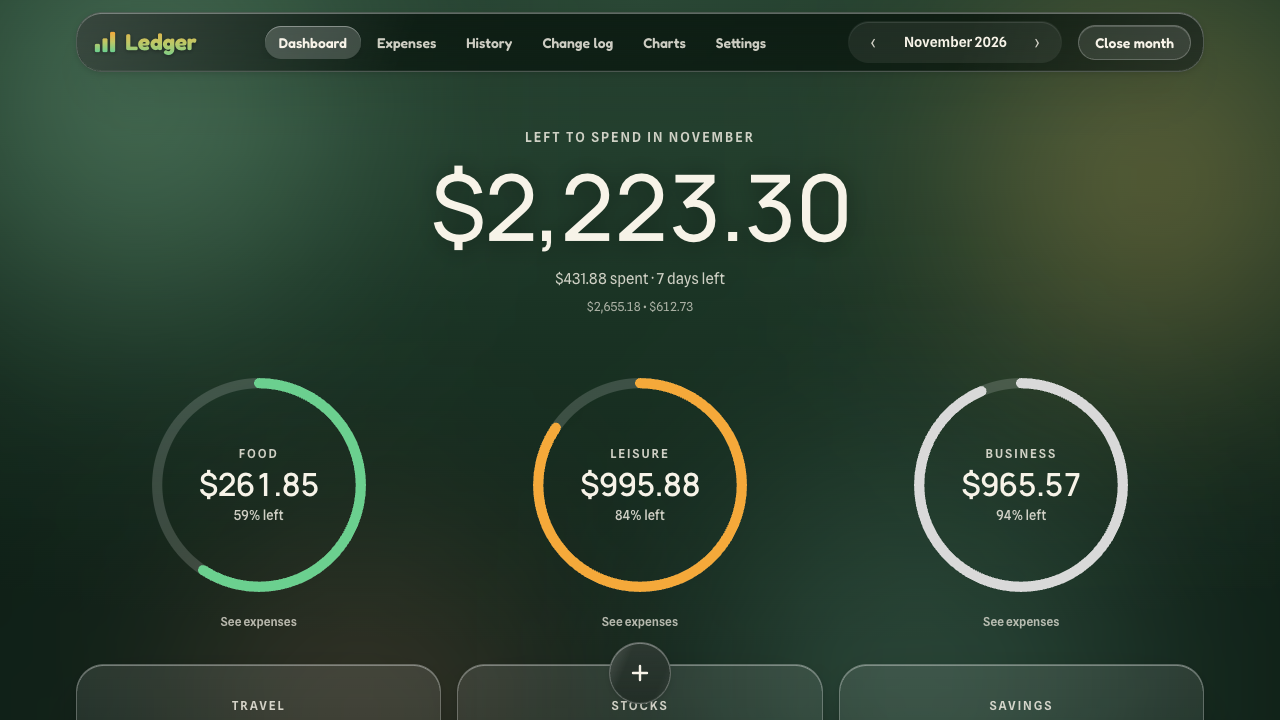 Ledger
Dashboard Expenses History Change log Charts Settings
‹ November 2026 ›
Close month
LEFT TO SPEND IN NOVEMBER
$2,223.30
$431.88 spent · 7 days left
$2,655.18 • $612.73
FOOD
$261.85
59% left
See expenses
LEISURE
$995.88
84% left
See expenses
BUSINESS
$965.57
94% left
See expenses
+
TRAVEL
STOCKS
SAVINGS